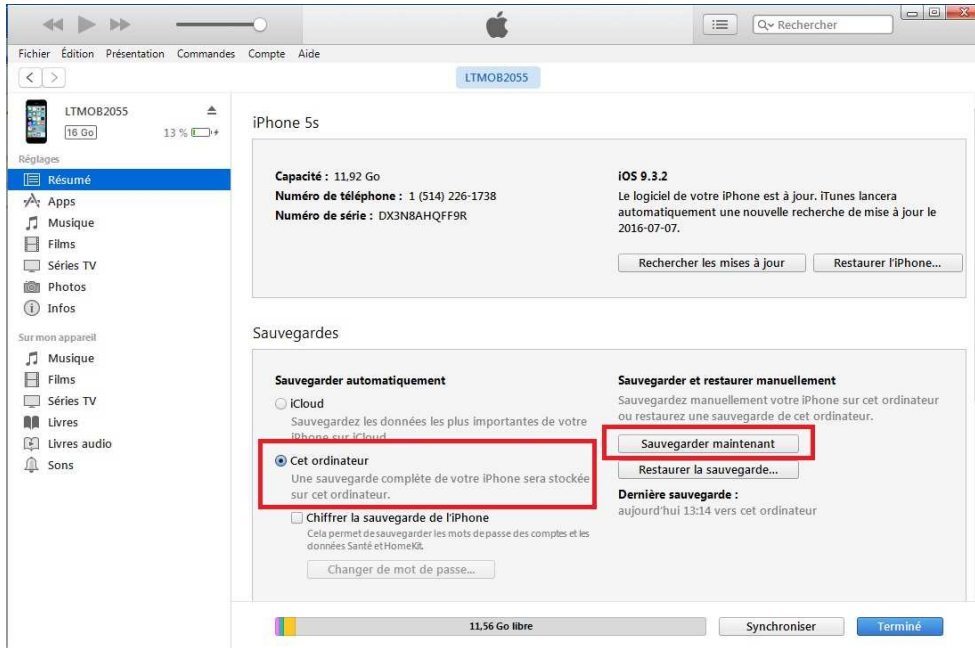 Rechercher
Fichier Édition Présentation Commandes Compte Aide
LTMOB2055
LTMOB2055
16 Go 13 %
Réglages
Résumé
Apps
Musique
Films
Séries TV
Photos
Infos
Sur mon appareil
Musique
Films
Séries TV
Livres
Livres audio
Sons
iPhone 5s
Capacité : 11,92 Go
Numéro de téléphone : 1 (514) 226-1738
Numéro de série : DX3N8AHQFF9R
iOS 9.3.2
Le logiciel de votre iPhone est à jour. iTunes lancera
automatiquement une nouvelle recherche de mise à jour le
2016-07-07.
Rechercher les mises à jour Restaurer l'iPhone...
Sauvegardes
Sauvegarder automatiquement
iCloud
Sauvegardez les données les plus importantes de votre
iPhone sur iCloud.
Cet ordinateur
Une sauvegarde complète de votre iPhone sera stockée
sur cet ordinateur.
Chiffrer la sauvegarde de l'iPhone
Cela permet de sauvegarder les mots de passe des comptes et les
données Santé et HomeKit.
Changer de mot de passe...
Sauvegarder et restaurer manuellement
Sauvegardez manuellement votre iPhone sur cet ordinateur
ou restaurez une sauvegarde de cet ordinateur.
Sauvegarder maintenant
Restaurer la sauvegarde...
Dernière sauvegarde :
aujourd'hui 13:14 vers cet ordinateur
11,56 Go libre
Synchroniser Terminé